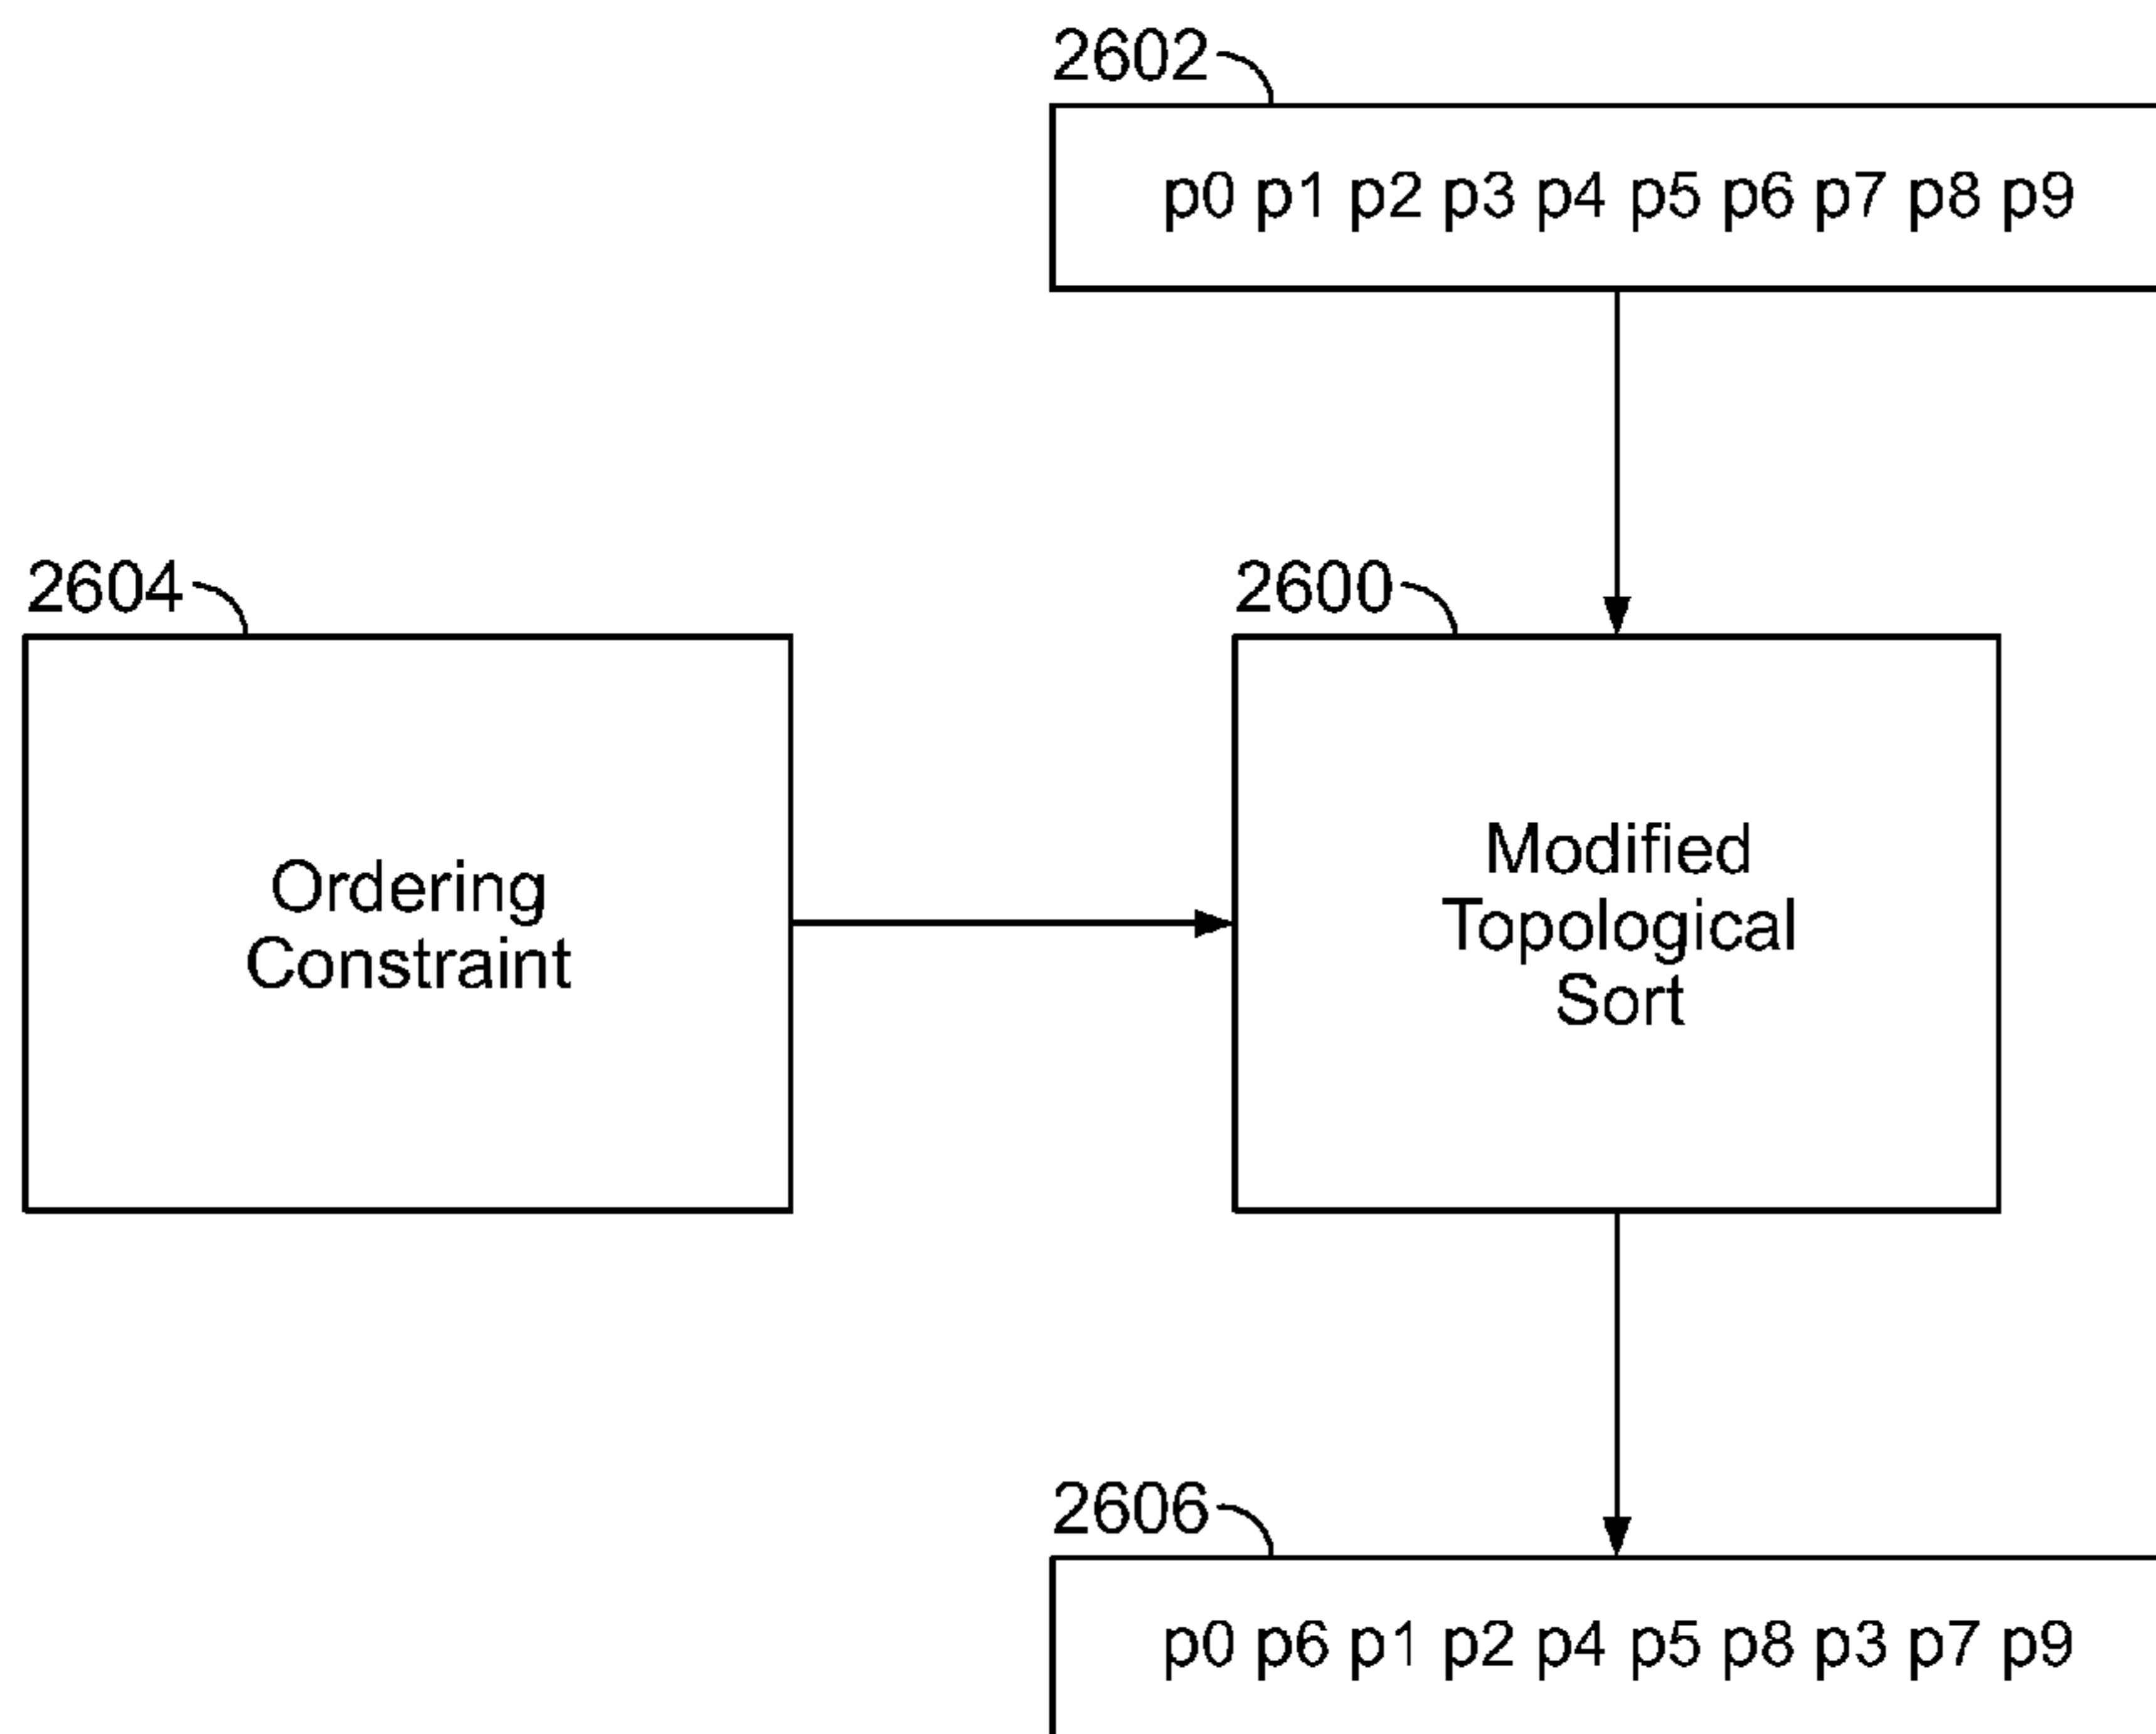 2602
p0 p1 p2 p3 p4 p5 p6 p7 p8 p9
2604
2600
Ordering
Constraint
Modified
Topological
Sort
2606
p0 p6 p1 p2 p4 p5 p8 p3 p7 p9